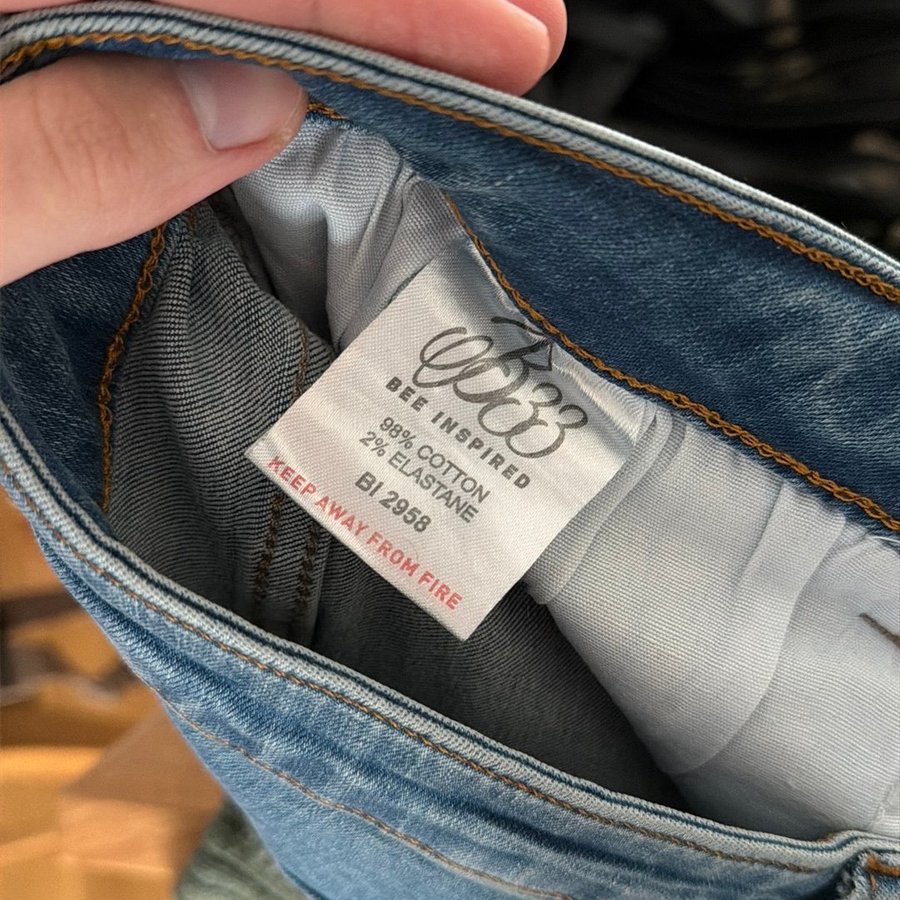 BEE INSPIRED
98% COTTON
2% ELASTANE
BI 2958
KEEP AWAY FROM FIRE